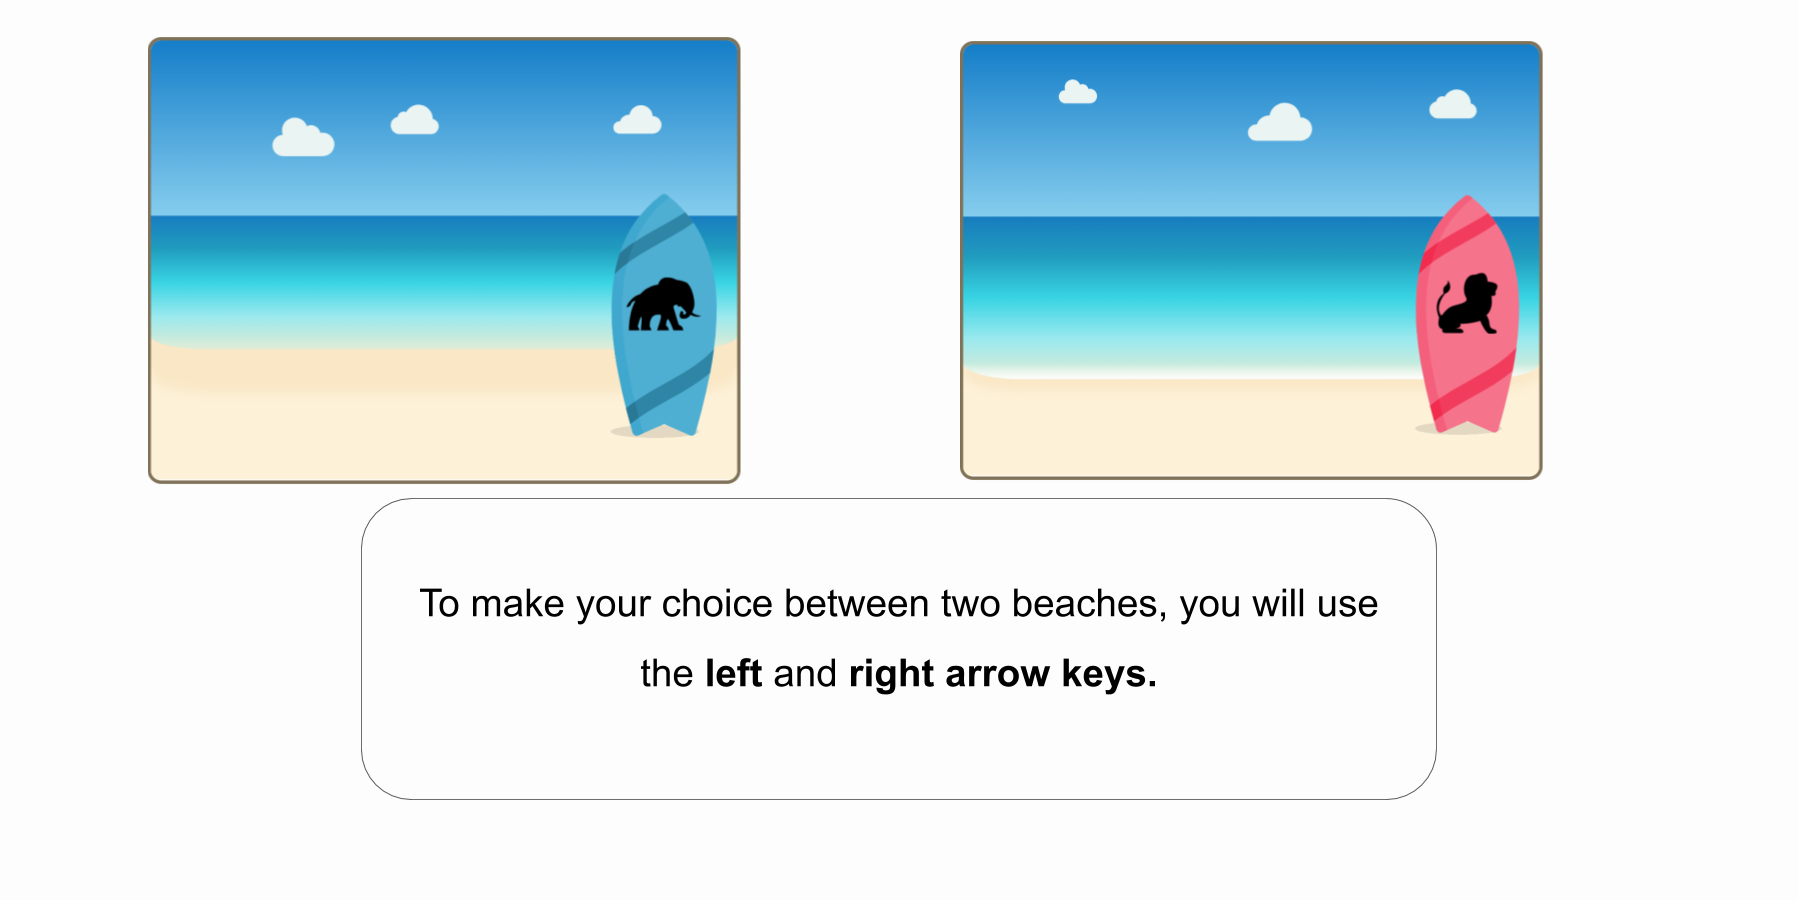 To make your choice between two beaches, you will use
the left and right arrow keys.